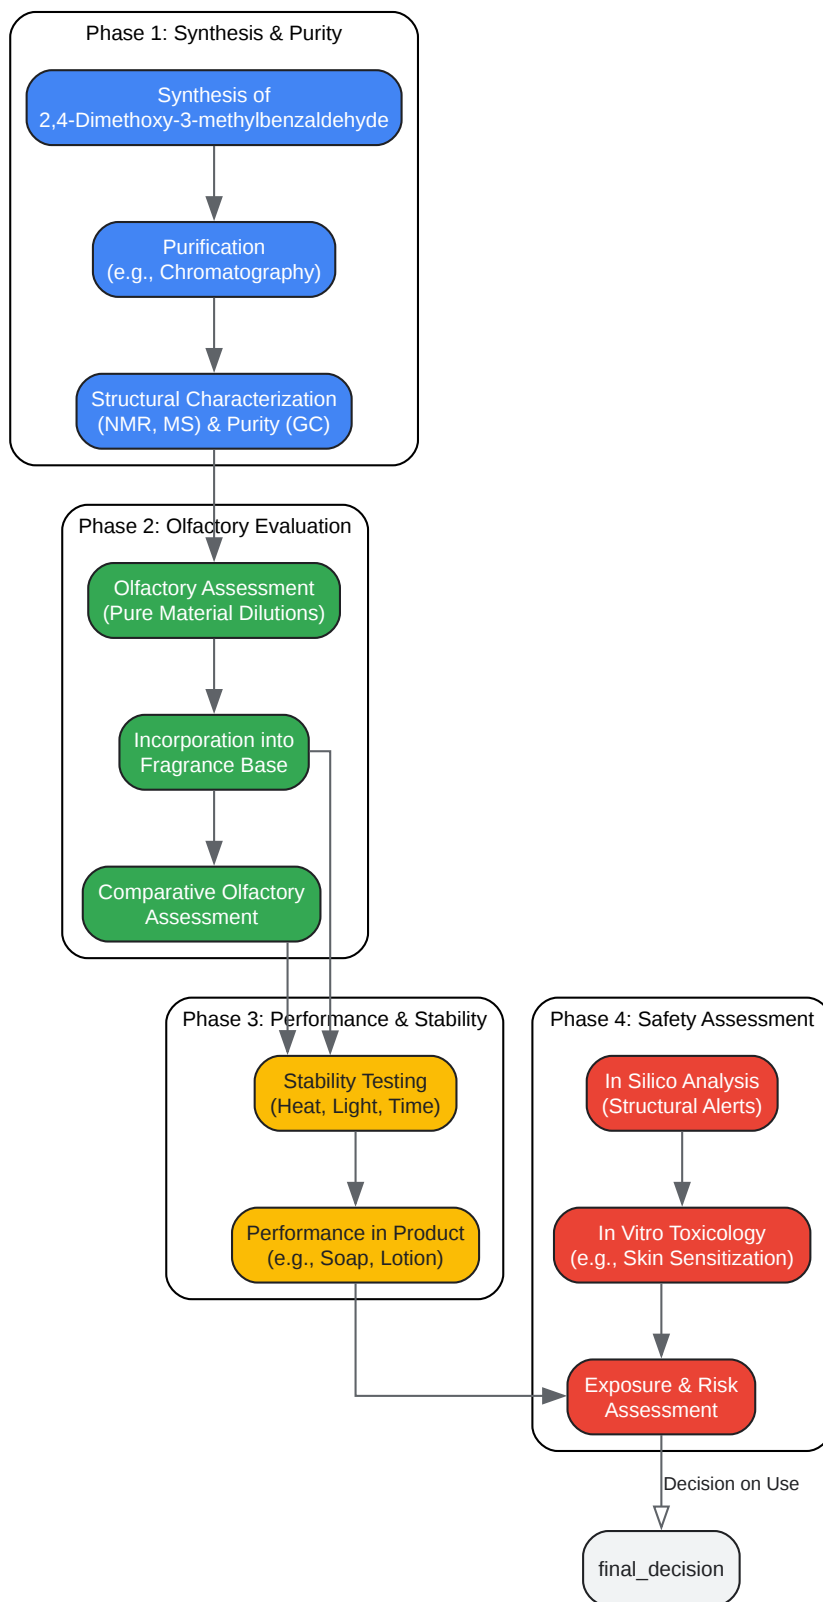 Phase 1: Synthesis & Purity
Synthesis of
2,4-Dimethoxy-3-methylbenzaldehyde
Purification
(e.g., Chromatography)
Structural Characterization
(NMR, MS) & Purity (GC)
Phase 2: Olfactory Evaluation
Olfactory Assessment
(Pure Material Dilutions)
Incorporation into
Fragrance Base
Comparative Olfactory
Assessment
Phase 3: Performance & Stability
Stability Testing
(Heat, Light, Time)
Performance in Product
(e.g., Soap, Lotion)
Phase 4: Safety Assessment
In Silico Analysis
(Structural Alerts)
In Vitro Toxicology
(e.g., Skin Sensitization)
Exposure & Risk
Assessment
Decision on Use
final_decision